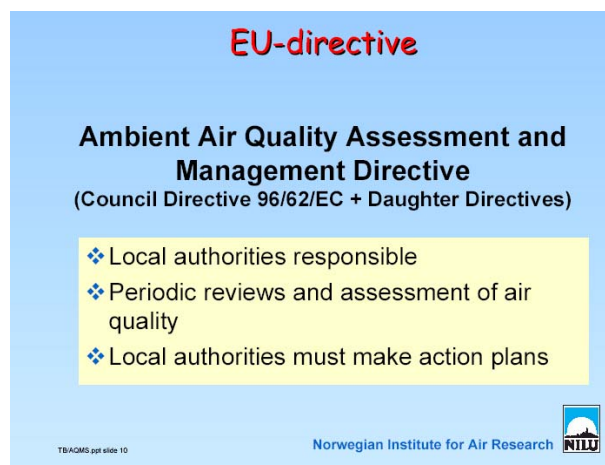 EU-directive
Ambient Air Quality Assessment and
Management Directive
(Council Directive 96/62/EC + Daughter Directives)
Local authorities responsible
Periodic reviews and assessment of air
quality
Local authorities must make action plans
TB/AQMS.ppt slide 10
Norwegian Institute for Air Research
NILU